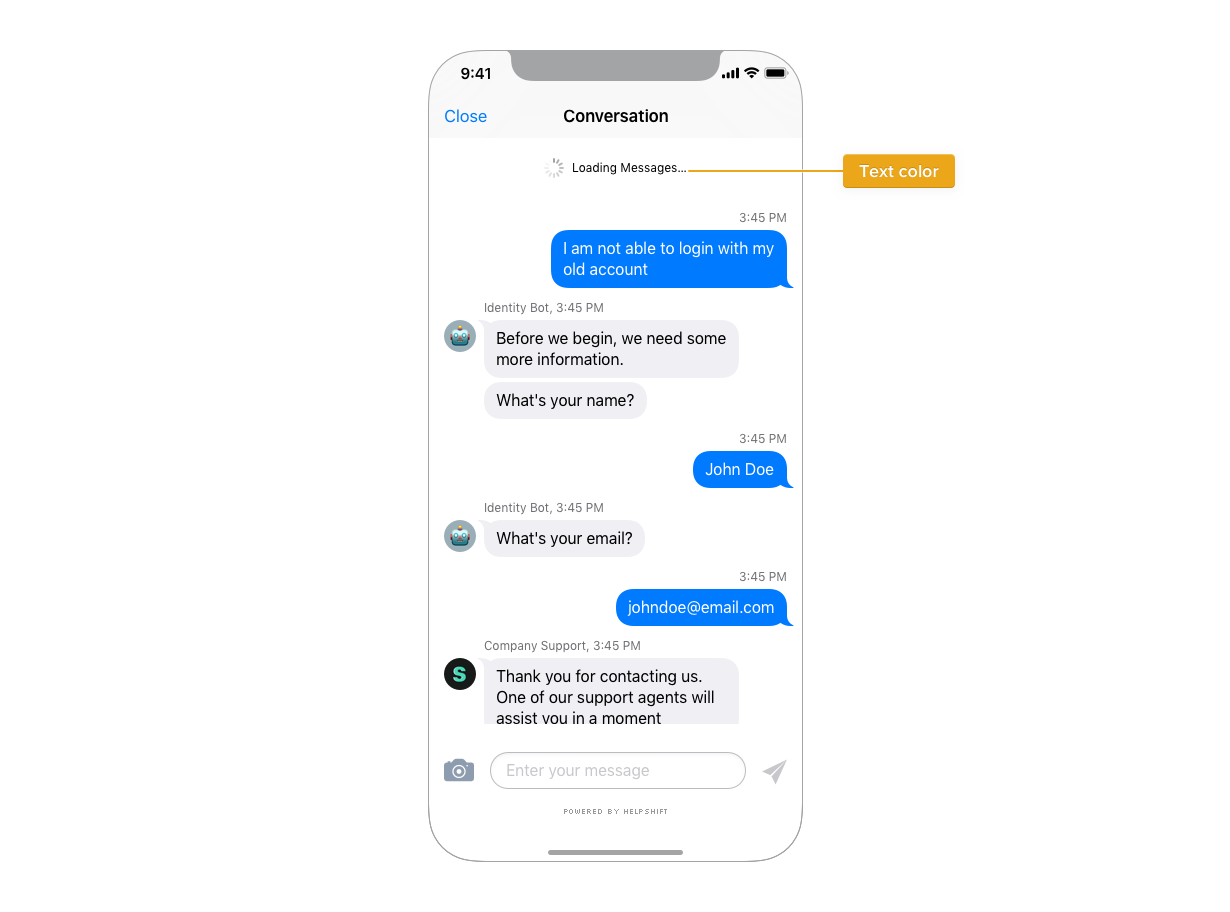 9:41
Close
Conversation
Loading Messages...
Text color
3:45 PM
I am not able to login with my
old account
Identity Bot, 3:45 PM
Before we begin, we need some
more information.
What's your name?
3:45 PM
John Doe
Identity Bot, 3:45 PM
What's your email?
3:45 PM
johndoe@email.com
Company Support, 3:45 PM
S
Thank you for contacting us.
One of our support agents will
assist you in a moment
Enter your message
POWERED BY HELPSHIFT